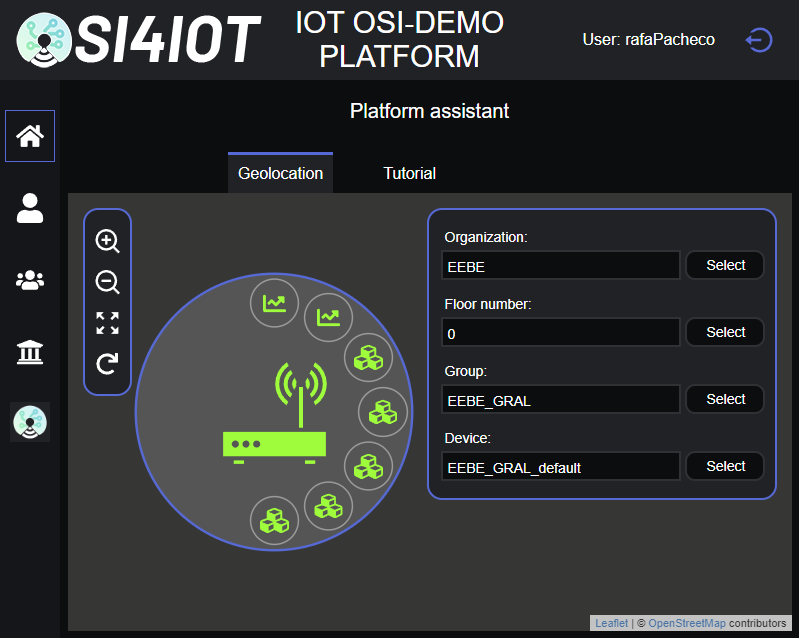 SI4IOT
IOT OSI-DEMO
PLATFORM
User: rafaPacheco
Platform assistant
Geolocation
Tutorial
Organization:
EEBE
Select
Floor number:
0
Select
Group:
EEBE_GRAL
Select
Device:
EEBE_GRAL_default
Select
Leaflet | © OpenStreetMap contributors